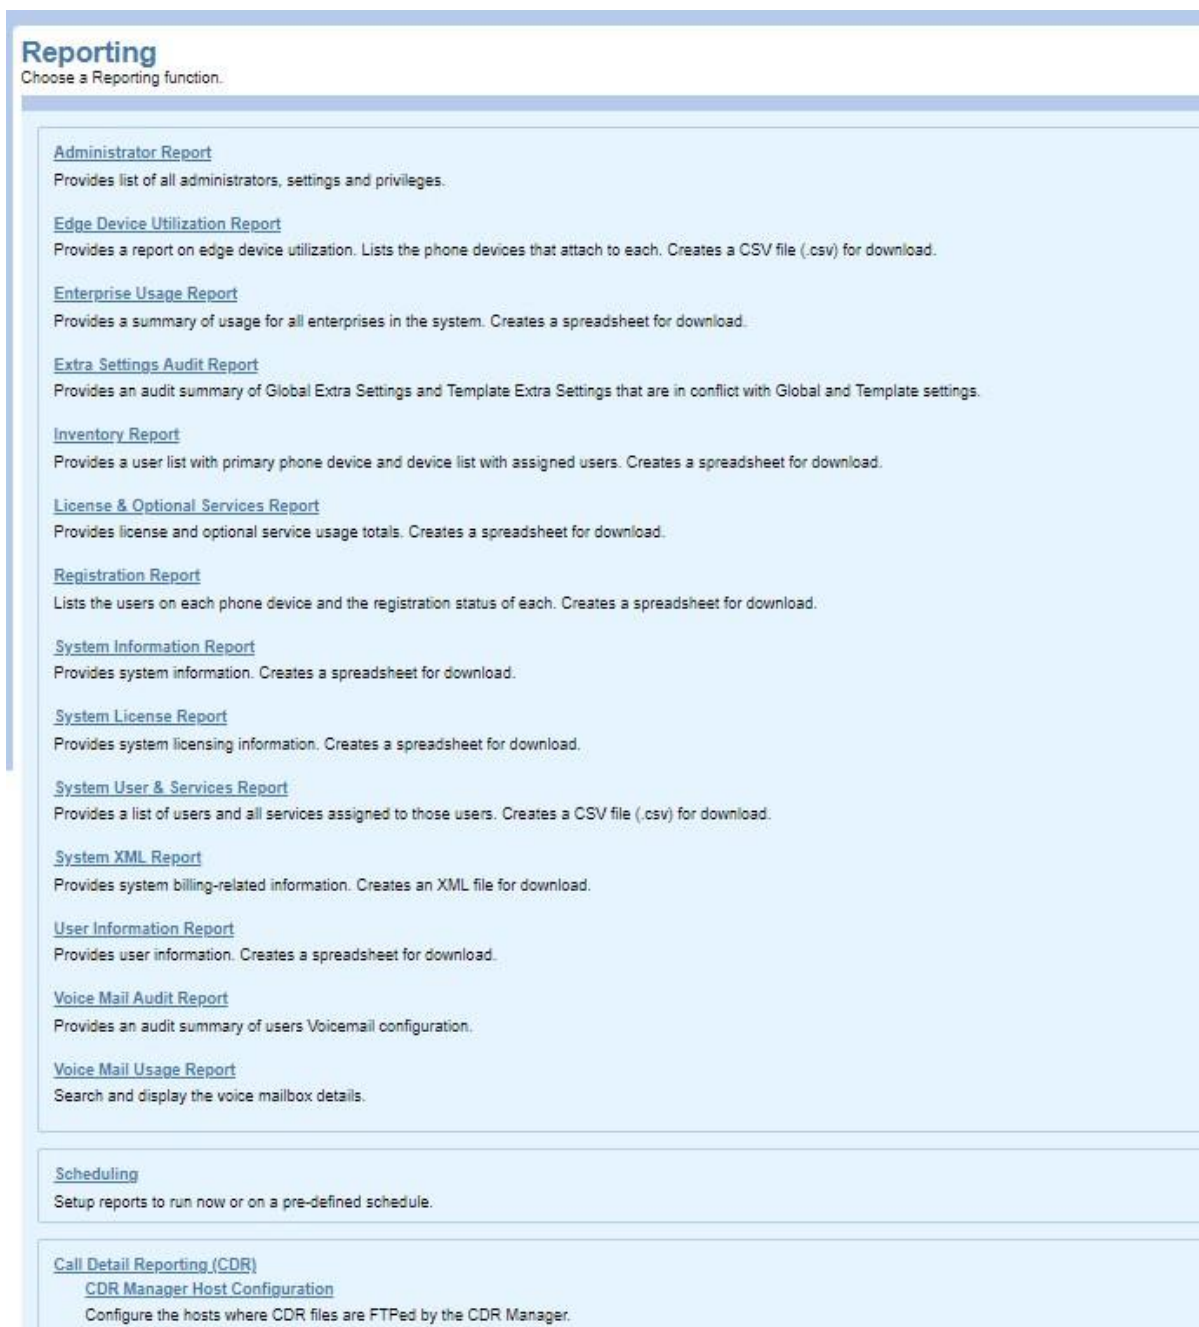 Reporting
Choose a Reporting function.
Administrator Report
Provides list of all administrators, settings and privileges.
Edge Device Utilization Report
Provides a report on edge device utilization. Lists the phone devices that attach to each. Creates a CSV file (.csv) for download.
Enterprise Usage Report
Provides a summary of usage for all enterprises in the system. Creates a spreadsheet for download.
Extra Settings Audit Report
Provides an audit summary of Global Extra Settings and Template Extra Settings that are in conflict with Global and Template settings.
Inventory Report
Provides a user list with primary phone device and device list with assigned users. Creates a spreadsheet for download.
License & Optional Services Report
Provides license and optional service usage totals. Creates a spreadsheet for download.
Registration Report
Lists the users on each phone device and the registration status of each. Creates a spreadsheet for download.
System Information Report
Provides system information. Creates a spreadsheet for download.
System License Report
Provides system licensing information. Creates a spreadsheet for download.
System User & Services Report
Provides a list of users and all services assigned to those users. Creates a CSV file (.csv) for download.
System XML Report
Provides system billing-related information. Creates an XML file for download.
User Information Report
Provides user information. Creates a spreadsheet for download.
Voice Mail Audit Report
Provides an audit summary of users Voicemail configuration.
Voice Mail Usage Report
Search and display the voice mailbox details.
Scheduling
Setup reports to run now or on a pre-defined schedule.
Call Detail Reporting (CDR)
CDR Manager Host Configuration
Configure the hosts where CDR files are FTPed by the CDR Manager.